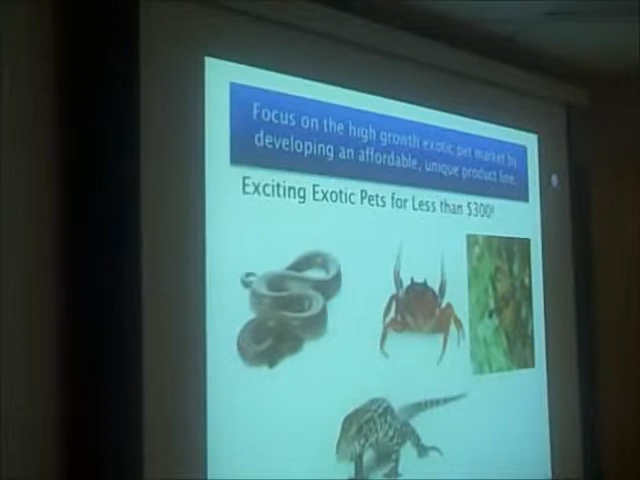 Focus on the high growth exotic pet market by
developing an affordable, unique product line.
Exciting Exotic Pets for Less than $300!